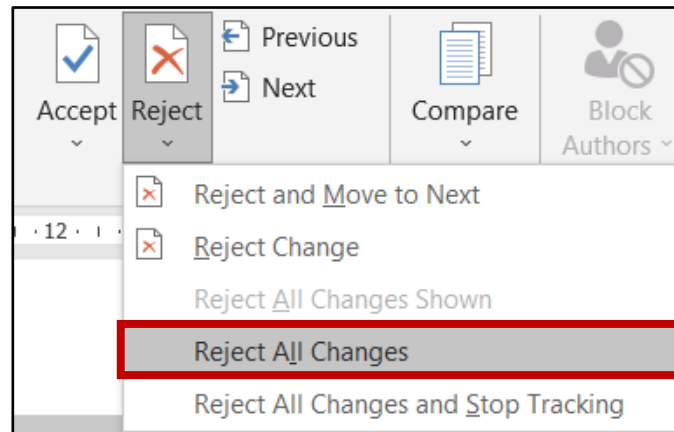 Accept
Reject
Previous
Next
Compare
Block
Authors
12
Reject and Move to Next
Reject Change
Reject All Changes Shown
Reject All Changes
Reject All Changes and Stop Tracking